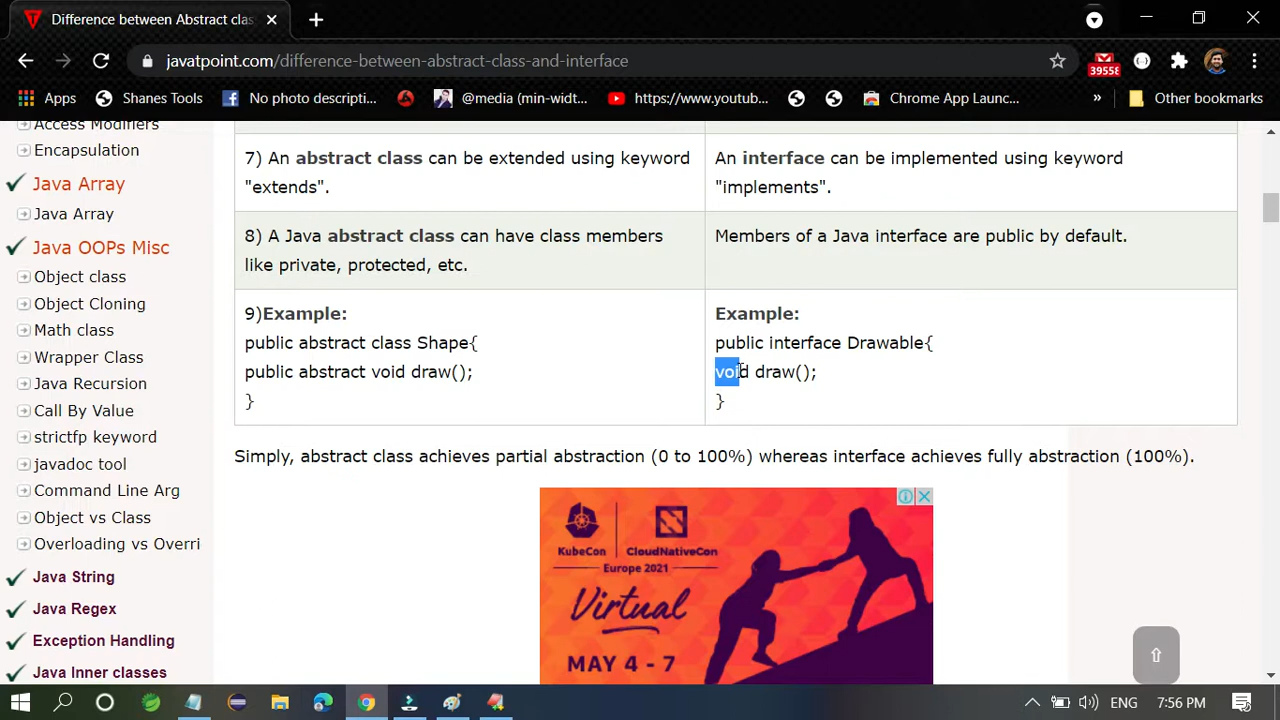 Difference between Abstract clas
javatpoint.com/difference-between-abstract-class-and-interface
39558
Apps
Shanes Tools
No photo descripti...
@media (min-widt...
https://www.youtub...
Chrome App Launc...
»
Other bookmarks
Access Modifiers
Encapsulation
Java Array
Java Array
Java OOPs Misc
Object class
Object Cloning
Math class
Wrapper Class
Java Recursion
Call By Value
strictfp keyword
javadoc tool
Command Line Arg
Object vs Class
Overloading vs Overri
Java String
Java Regex
Exception Handling
Java Inner classes
7) An abstract class can be extended using keyword
"extends".
An interface can be implemented using keyword
"implements".
8) A Java abstract class can have class members
like private, protected, etc.
Members of a Java interface are public by default.
9)Example:
public abstract class Shape{
public abstract void draw();
}
Example:
public interface Drawable{
void draw();
}
Simply, abstract class achieves partial abstraction (0 to 100%) whereas interface achieves fully abstraction (100%).
KubeCon
CloudNativeCon
Europe 2021
Virtual
MAY 4 - 7
ENG
7:56 PM